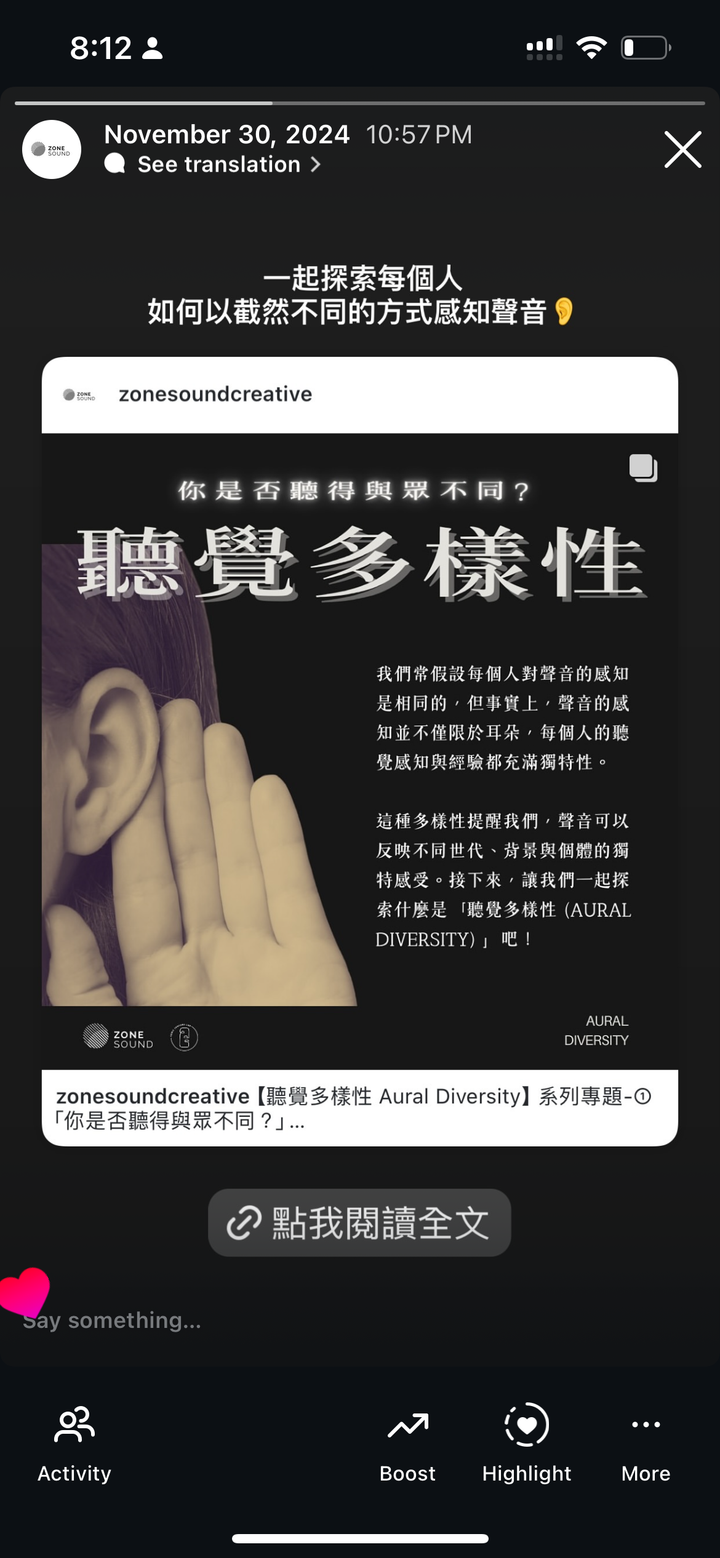 8:12
November 30, 2024 10:57 PM
ZONE
SOUND
See translation >
一起探索每個人
如何以截然不同的方式感知聲音👂
ZONE
SOUND
zonesoundcreative
你是否聽得與眾不同？
聽覺多樣性
我們常假設每個人對聲音的感知
是相同的，但事實上，聲音的感
知並不僅限於耳朵，每個人的聽
覺感知與經驗都充滿獨特性。
這種多樣性提醒我們，聲音可以
反映不同世代、背景與個體的獨
特感受。接下來，讓我們一起探
索什麼是「聽覺多樣性 (AURAL
DIVERSITY) 」吧！
ZONE
SOUND
AURAL
DIVERSITY
zonesoundcreative【聽覺多樣性 Aural Diversity】系列專題-①
「你是否聽得與眾不同？」...
點我閱讀全文
Say something...
Activity
Boost
Highlight
More